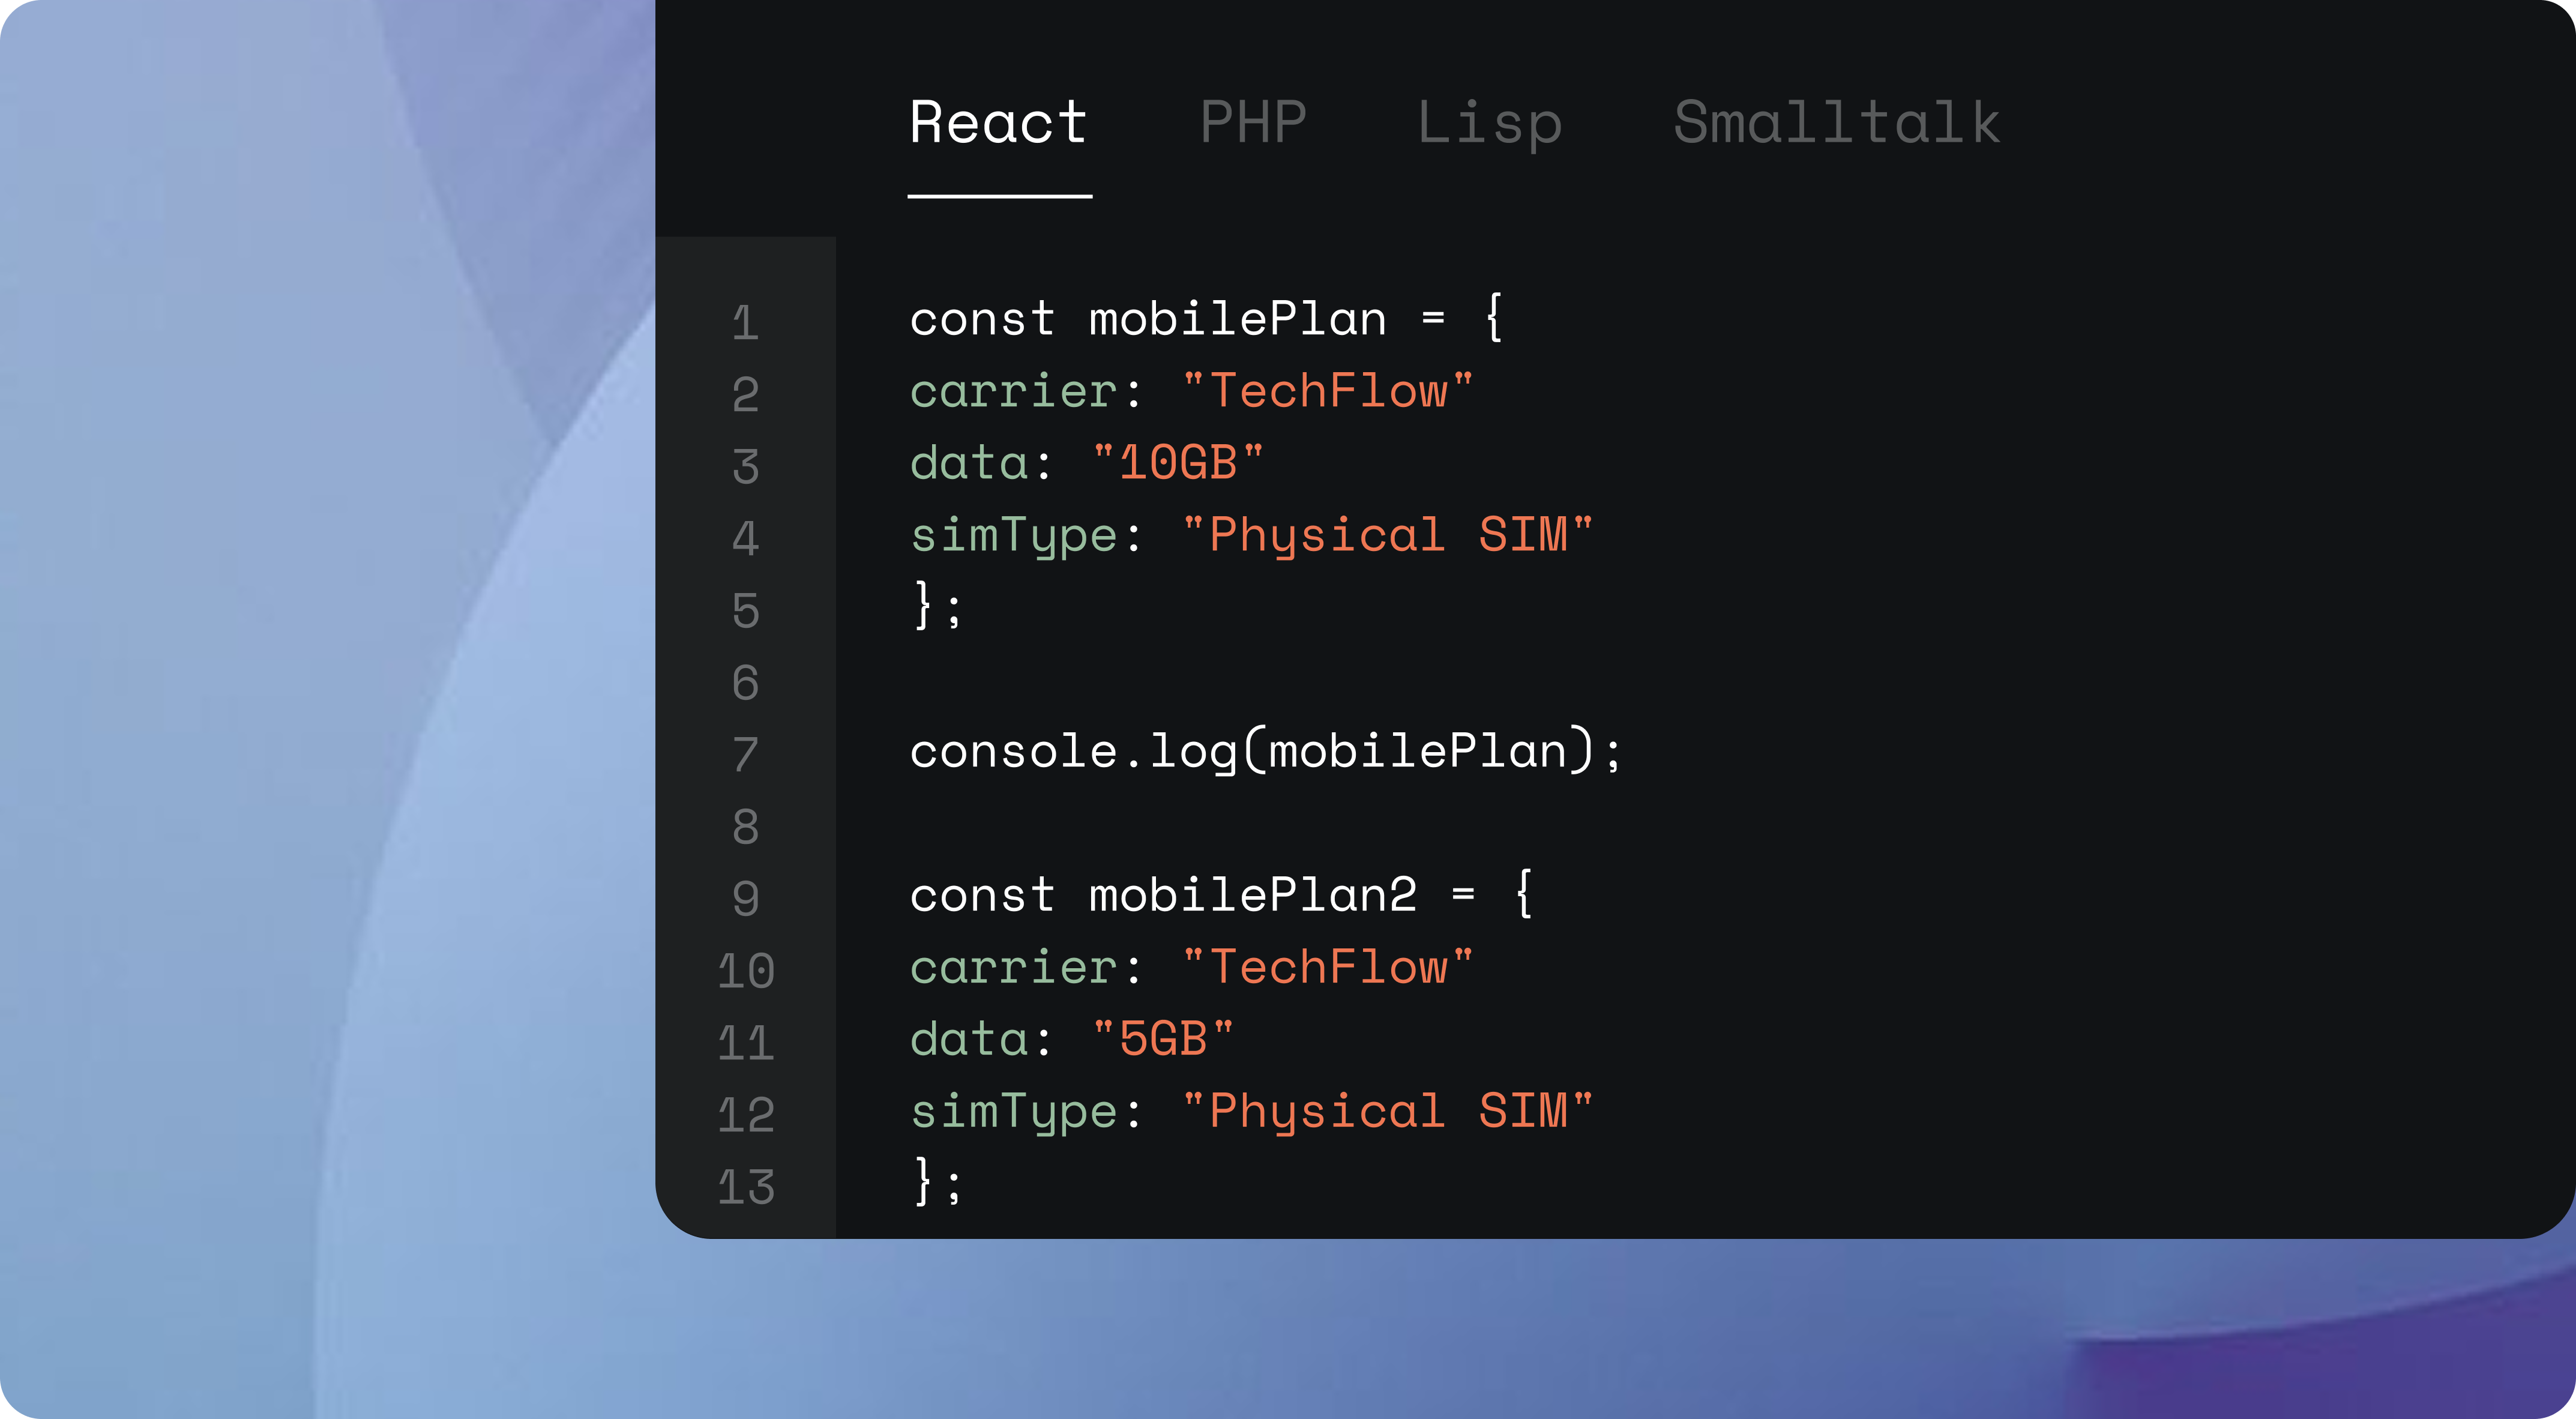 React PHP Lisp Smalltalk
1 const mobilePlan = {
2 carrier: "TechFlow"
3 data: "10GB"
4 simType: "Physical SIM"
5 };
6
7 console.log(mobilePlan);
8
9 const mobilePlan2 = {
10 carrier: "TechFlow"
11 data: "5GB"
12 simType: "Physical SIM"
13 };